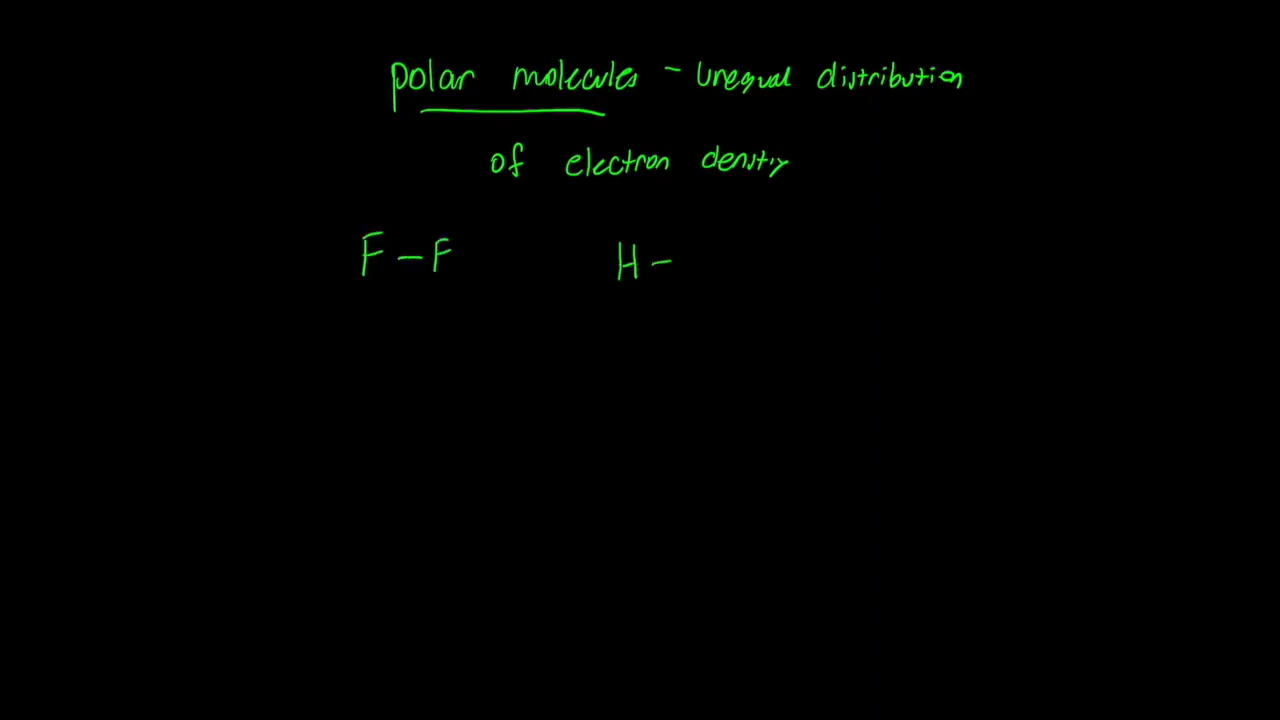 polar molecules - unequal distribution
of electron density
F - F H -